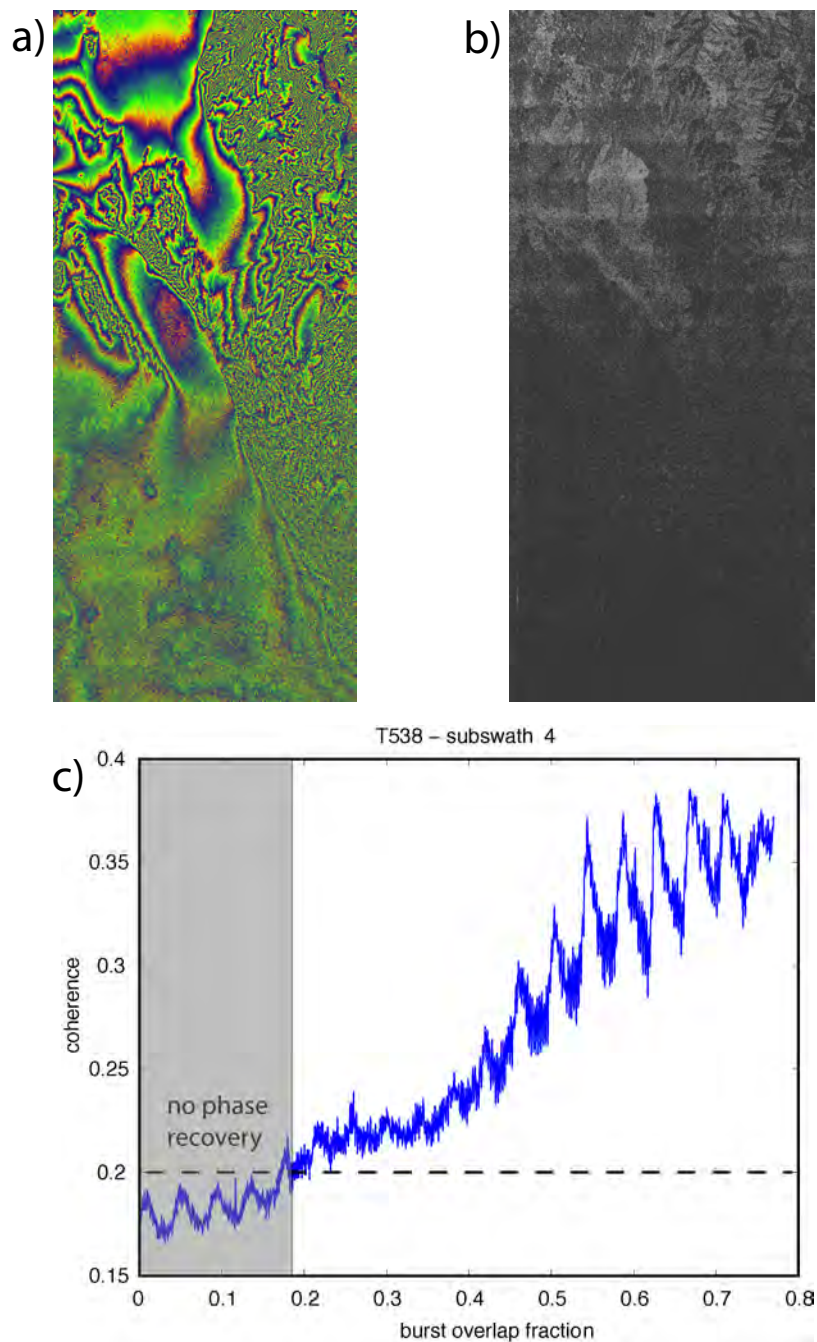 a)
b)
T538 – subswath 4
c)
0.4
0.35
0.3
0.25
0.2
0.15
coherence
no phase
recovery
0 0.1 0.2 0.3 0.4 0.5 0.6 0.7 0.8
burst overlap fraction